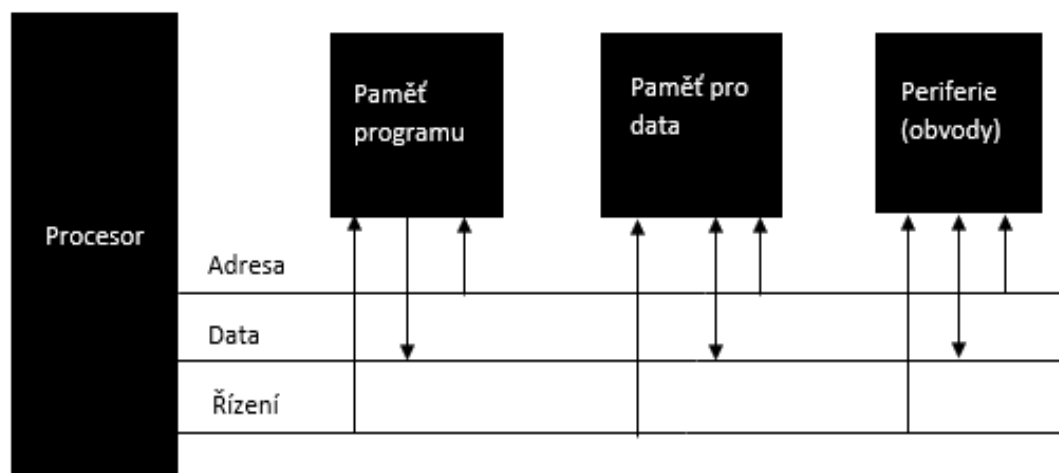 Procesor
Paměť
programu
Paměť pro
data
Periferie
(obvody)
Adresa
Data
Řízení